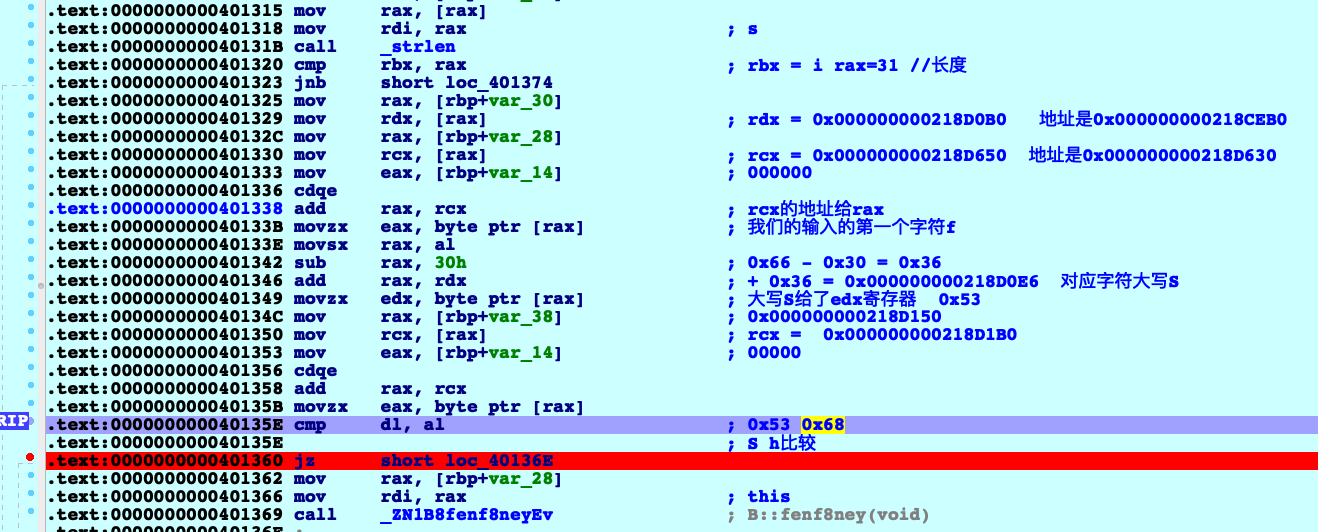 .text:0000000000401315 mov rax, [rax]
.text:0000000000401318 mov rdi, rax ; s
.text:000000000040131B call _strlen
.text:0000000000401320 cmp rbx, rax ; rbx = i rax=31 //长度
.text:0000000000401323 jnb short loc_401374
.text:0000000000401325 mov rax, [rbp+var_30]
.text:0000000000401329 mov rdx, [rax] ; rdx = 0x000000000218D0B0 地址是0x000000000218CEB0
.text:000000000040132C mov rax, [rbp+var_28]
.text:0000000000401330 mov rcx, [rax] ; rcx = 0x000000000218D650 地址是0x000000000218D630
.text:0000000000401333 mov eax, [rbp+var_14] ; 000000
.text:0000000000401336 cdqe
.text:0000000000401338 add rax, rcx ; rcx的地址给rax
.text:000000000040133B movzx eax, byte ptr [rax] ; 我们的输入的第一个字符f
.text:000000000040133E movsx rax, al
.text:0000000000401342 sub rax, 30h ; 0x66 - 0x30 = 0x36
.text:0000000000401346 add rax, rdx ; + 0x36 = 0x000000000218D0E6 对应字符大写S
.text:0000000000401349 movzx edx, byte ptr [rax] ; 大写S给了edx寄存器 0x53
.text:000000000040134C mov rax, [rbp+var_38] ; 0x000000000218D150
.text:0000000000401350 mov rcx, [rax] ; rcx = 0x000000000218D1B0
.text:0000000000401353 mov eax, [rbp+var_14] ; 00000
.text:0000000000401356 cdqe
.text:0000000000401358 add rax, rcx
.text:000000000040135B movzx eax, byte ptr [rax]
RIP .text:000000000040135E cmp dl, al ; 0x53 0x68
.text:000000000040135E ; S h比较
.text:0000000000401360 jz short loc_40136E
.text:0000000000401362 mov rax, [rbp+var_28]
.text:0000000000401366 mov rdi, rax ; this
.text:0000000000401369 call _ZN1B8fenf8neyEv ; B::fenf8ney(void)